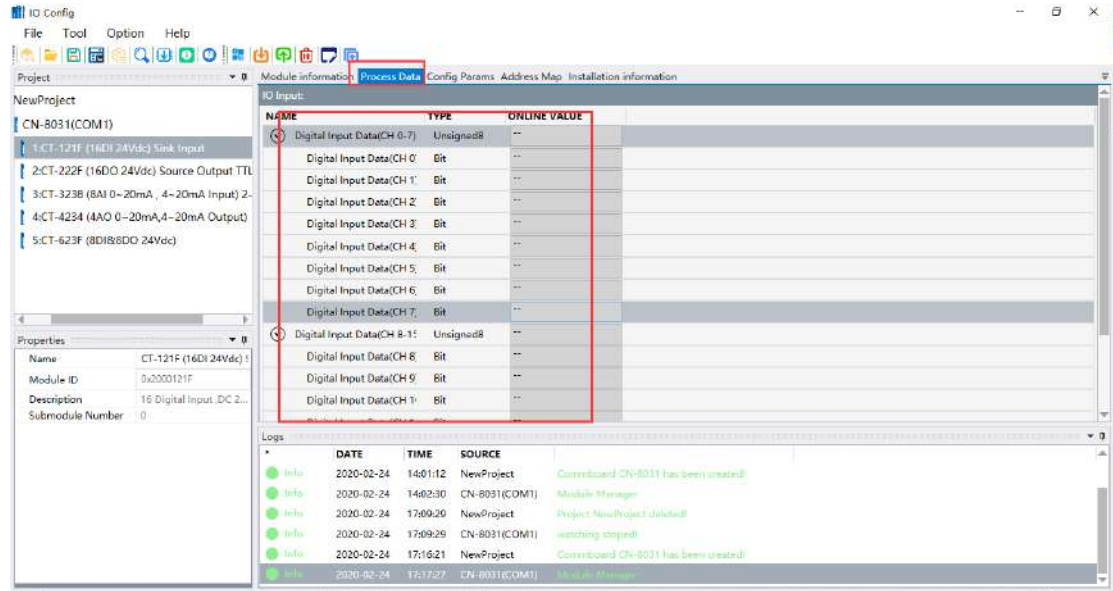 IO Config
File Tool Option Help
Project
NewProject
CN-8031(COM1)
1:CT-121F (16DI 24Vdc) Sink Input
2:CT-222F (16DO 24Vdc) Source Output TTL
3:CT-3238 (8AI 0~20mA , 4~20mA Input) 2-
4:CT-4234 (4AO 0~20mA,4~20mA Output)
5:CT-623F (8DI&8DO 24Vdc)
Properties
Name CT-121F (16DI 24Vdc) S
Module ID 0x2000121F
Description 16 Digital Input ,DC 2...
Submodule Number 0
Module information Process Data Config Params Address Map Installation information
IO Input:
NAME TYPE ONLINE VALUE
Digital Input Data(CH 0-7) Unsigned8 --
Digital Input Data(CH 0) Bit --
Digital Input Data(CH 1) Bit --
Digital Input Data(CH 2) Bit --
Digital Input Data(CH 3) Bit --
Digital Input Data(CH 4) Bit --
Digital Input Data(CH 5) Bit --
Digital Input Data(CH 6) Bit --
Digital Input Data(CH 7) Bit --
Digital Input Data(CH 8-15 Unsigned8 --
Digital Input Data(CH 8) Bit --
Digital Input Data(CH 9) Bit --
Digital Input Data(CH 1 Bit --
Logs
* DATE TIME SOURCE
Info 2020-02-24 14:01:12 NewProject Commboard CN-8031 has been created!
Info 2020-02-24 14:02:30 CN-8031(COM1) Module Manager
Info 2020-02-24 17:09:29 NewProject Project NewProject deleted!
Info 2020-02-24 17:09:29 CN-8031(COM1) watching stoped!
Info 2020-02-24 17:16:21 NewProject Commboard CN-8031 has been created!
Info 2020-02-24 17:17:27 CN-8031(COM1) Module Manager